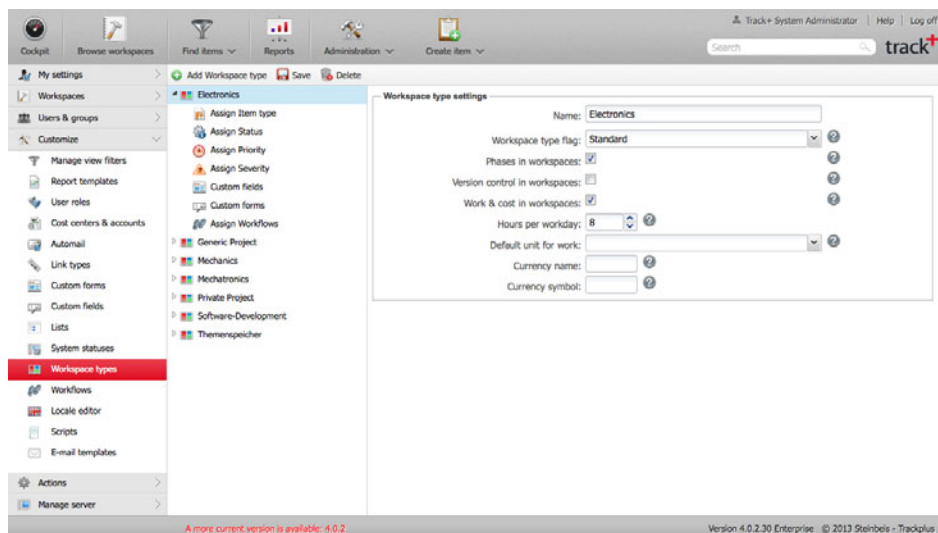 Track+ System Administrator | Help | Log off
Cockpit Browse workspaces Find items Reports Administration Create item
Search
track+
My settings
Workspaces
Users & groups
Customize
Manage view filters
Report templates
User roles
Cost centers & accounts
Automail
Link types
Custom forms
Custom fields
Lists
System statuses
Workspace types
Workflows
Locale editor
Scripts
E-mail templates
Actions
Manage server
Add Workspace type Save Delete
Electronics
Assign Item type
Assign Status
Assign Priority
Assign Severity
Custom fields
Custom forms
Assign Workflows
Generic Project
Mechanics
Mechatronics
Private Project
Software-Development
Themenspeicher
Workspace type settings
Name: Electronics
Workspace type flag: Standard
Phases in workspaces:
Version control in workspaces:
Work & cost in workspaces:
Hours per workday: 8
Default unit for work:
Currency name:
Currency symbol:
A more current version is available: 4.0.2
Version 4.0.2.30 Enterprise © 2013 Steinbeis - Trackplus